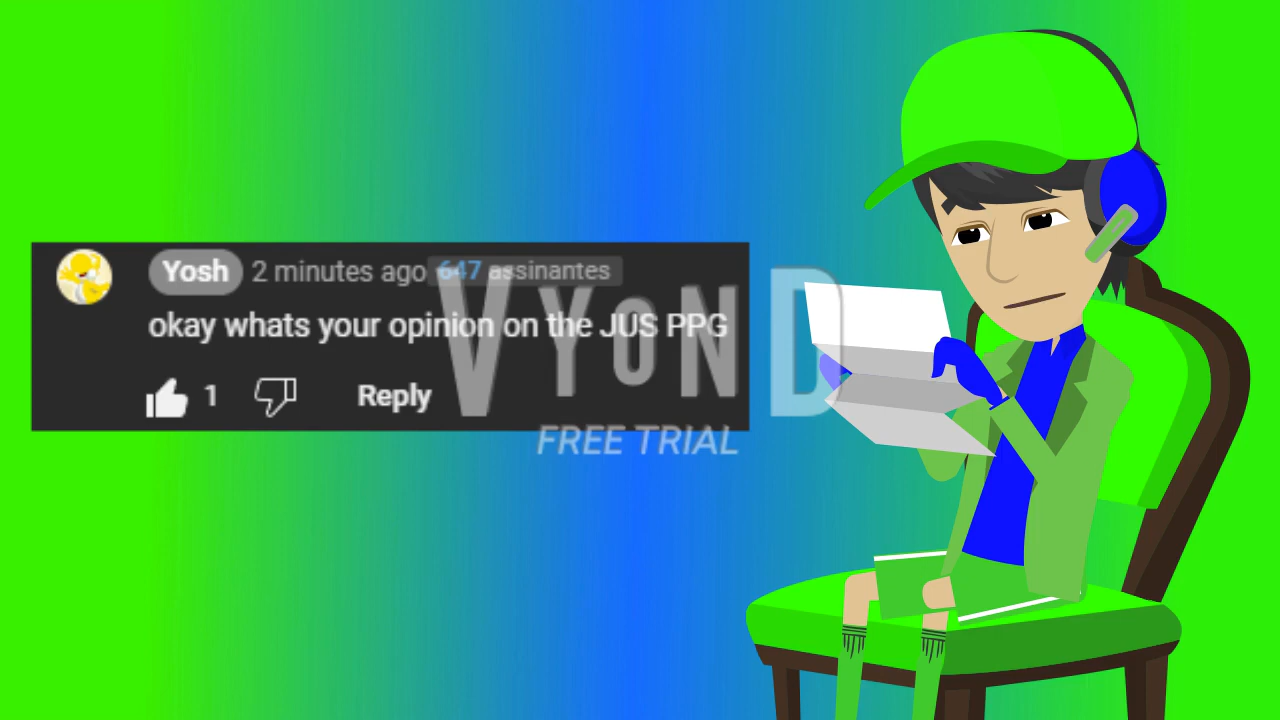 Yosh 2 minutes ago 647 assinantes
okay whats your opinion on the JUS PPG
1 Reply
VYOND
FREE TRIAL